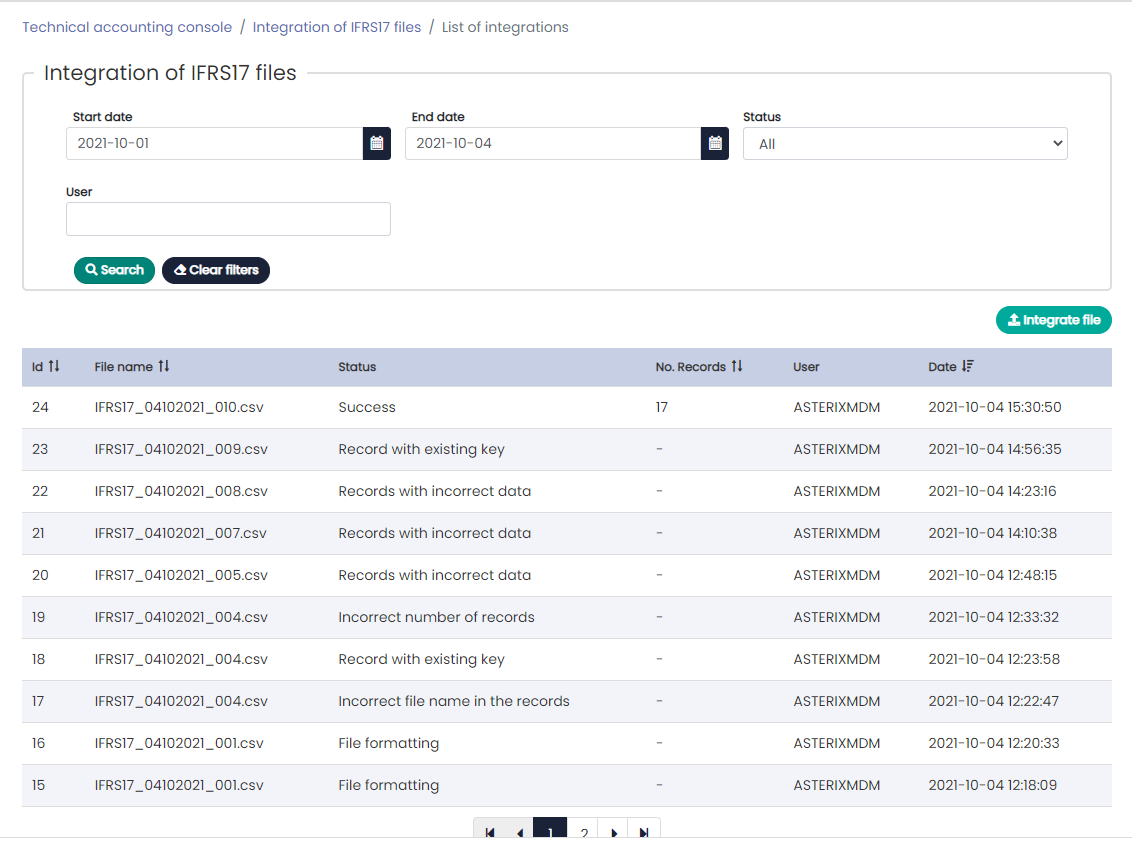 Technical accounting console / Integration of IFRS17 files / List of integrations
Integration of IFRS17 files
Start date End date Status
2021-10-01 2021-10-04 All
User
Search Clear filters
Integrate file
Id File name Status No. Records User Date
24 IFRS17_04102021_010.csv Success 17 ASTERIXMDM 2021-10-04 15:30:50
23 IFRS17_04102021_009.csv Record with existing key - ASTERIXMDM 2021-10-04 14:56:35
22 IFRS17_04102021_008.csv Records with incorrect data - ASTERIXMDM 2021-10-04 14:23:16
21 IFRS17_04102021_007.csv Records with incorrect data - ASTERIXMDM 2021-10-04 14:10:38
20 IFRS17_04102021_005.csv Records with incorrect data - ASTERIXMDM 2021-10-04 12:48:15
19 IFRS17_04102021_004.csv Incorrect number of records - ASTERIXMDM 2021-10-04 12:33:32
18 IFRS17_04102021_004.csv Record with existing key - ASTERIXMDM 2021-10-04 12:23:58
17 IFRS17_04102021_004.csv Incorrect file name in the records - ASTERIXMDM 2021-10-04 12:22:47
16 IFRS17_04102021_001.csv File formatting - ASTERIXMDM 2021-10-04 12:20:33
15 IFRS17_04102021_001.csv File formatting - ASTERIXMDM 2021-10-04 12:18:09
1 2